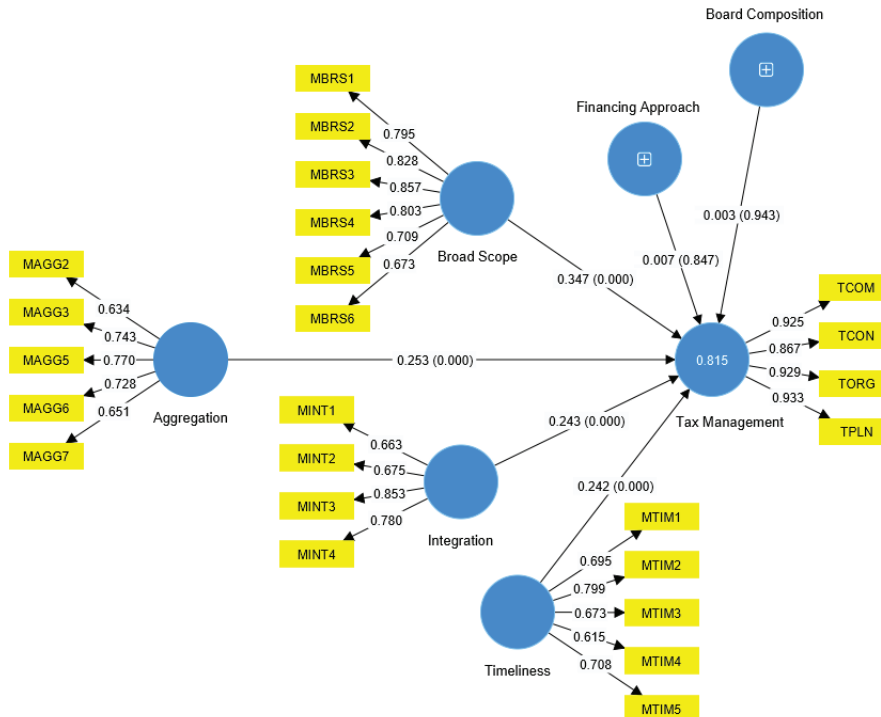 Board Composition
MBRS1
Financing Approach
MBRS2
0.795
0.828
MBRS3
0.857
0.803
MBRS4
0.709
0.003 (0.943)
MBRS5
0.673
Broad Scope
0.007 (0.847)
MBRS6
0.347 (0.000)
MAGG2
TCOM
0.634
0.925
MAGG3
0.743
TCON
0.867
MAGG5
0.770
0.253 (0.000)
0.815
0.929
TORG
MAGG6
0.728
0.933
0.651
Aggregation
MINT1
0.243 (0.000)
Tax Management
TPLN
MAGG7
0.663
MINT2
0.675
0.853
0.242 (0.000)
MINT3
0.780
MTIM1
Integration
MINT4
0.695
MTIM2
0.799
0.673
MTIM3
0.615
MTIM4
Timeliness
0.708
MTIM5